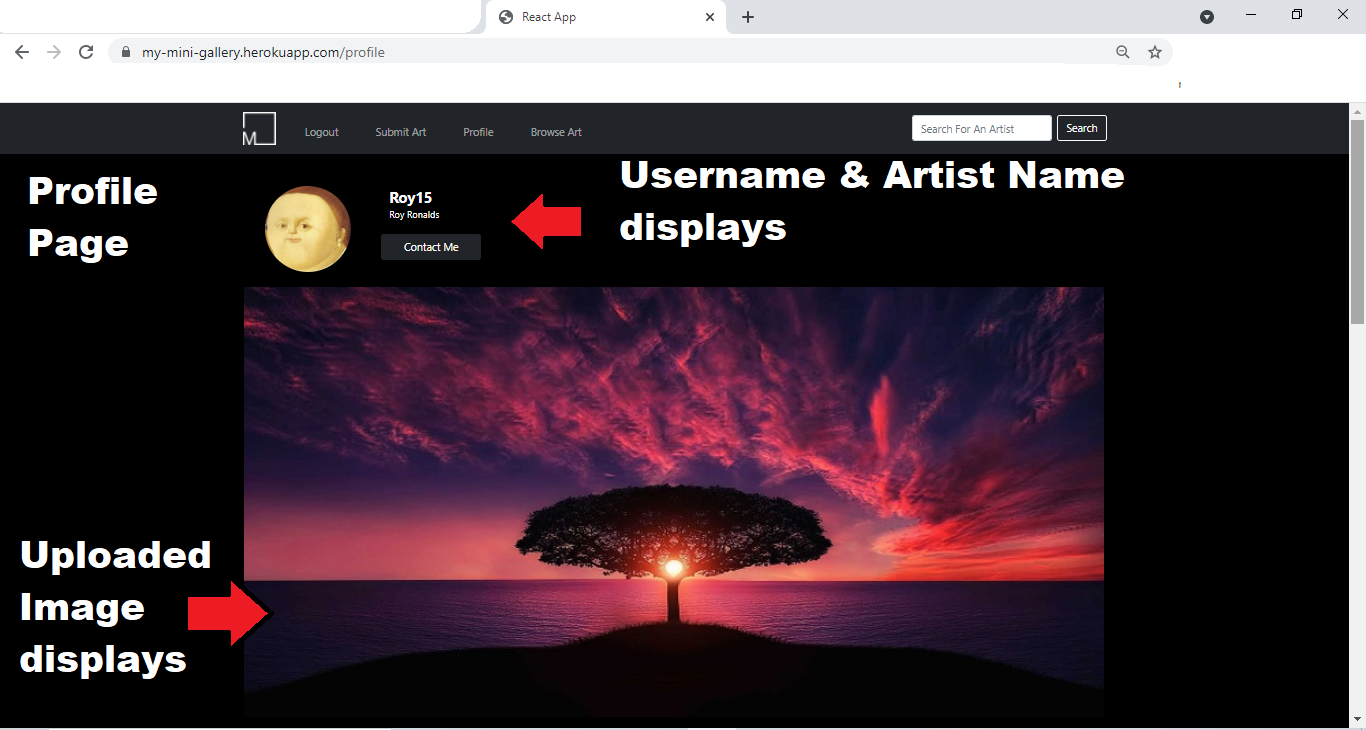 React App
my-mini-gallery.herokuapp.com/profile
M
Logout Submit Art Profile Browse Art Search For An Artist Search
Profile
Page
Roy15
Roy Ronalds
Contact Me
Username & Artist Name
displays
Uploaded
Image
displays